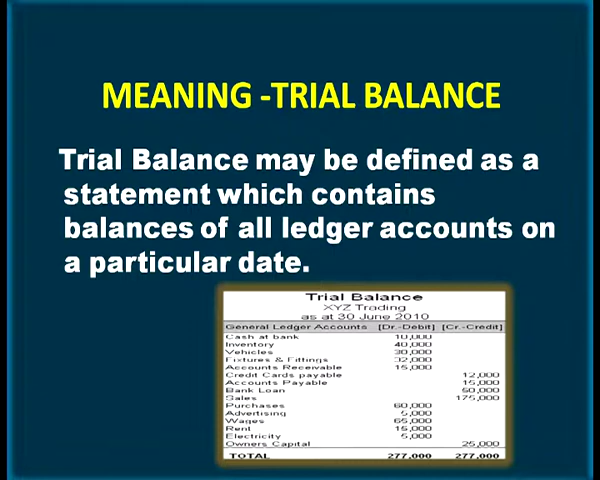 MEANING -TRIAL BALANCE
Trial Balance may be defined as a
statement which contains
balances of all ledger accounts on
a particular date.
Trial Balance
XYZ Trading
as at 30 June 2010
General Ledger Accounts [Dr.-Debit] [Cr.-Credit]
Cash at bank 10,000
Inventory 40,000
Vehicles 30,000
Fixtures & Fittings 32,000
Accounts Receivable 15,000
Credit Cards payable 12,000
Accounts Payable 15,000
Bank Loan 50,000
Sales 175,000
Purchases 60,000
Advertising 5,000
Wages 65,000
Rent 15,000
Electricity 5,000
Owners Capital 25,000
TOTAL 277,000 277,000